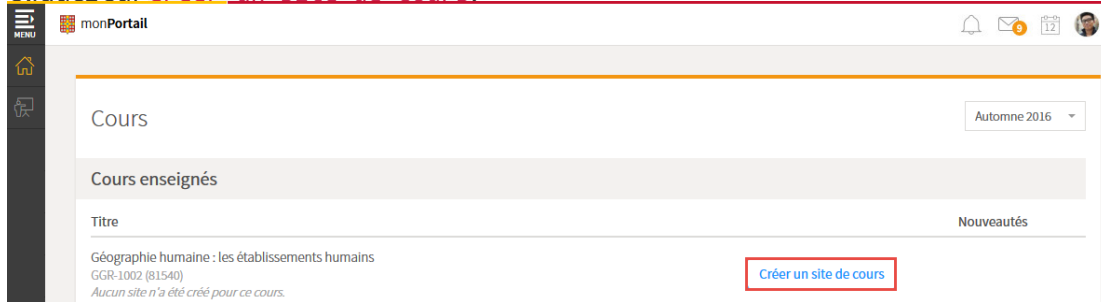 MENU
monPortail
9
12
Cours
Automne 2016
Cours enseignés
Titre
Nouveautés
Géographie humaine : les établissements humains
GGR-1002 (81540)
Créer un site de cours
Aucun site n'a été créé pour ce cours.